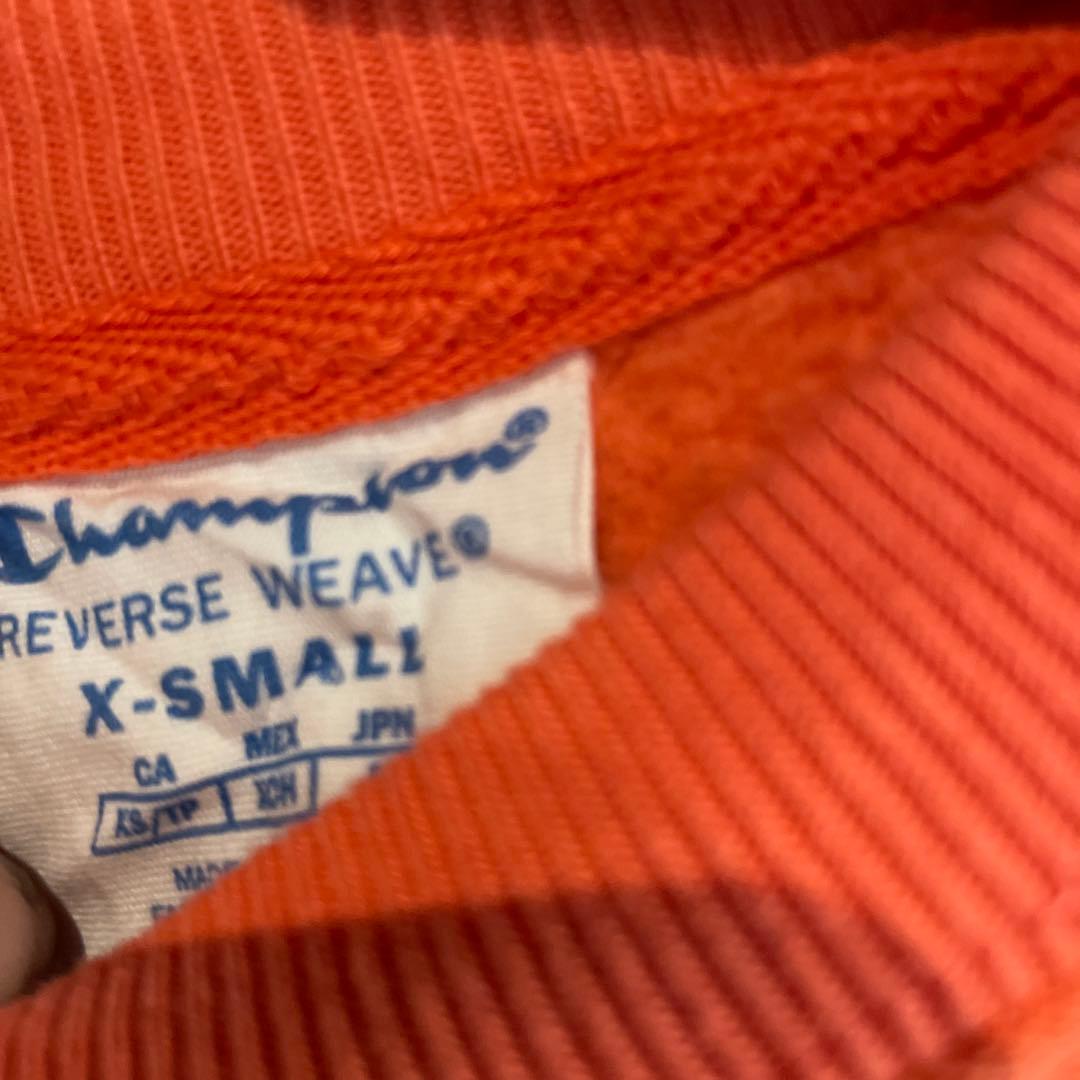 Champion®
REVERSE WEAVE®
X-SMALL
CA MEX JPN
XS/TP XCH